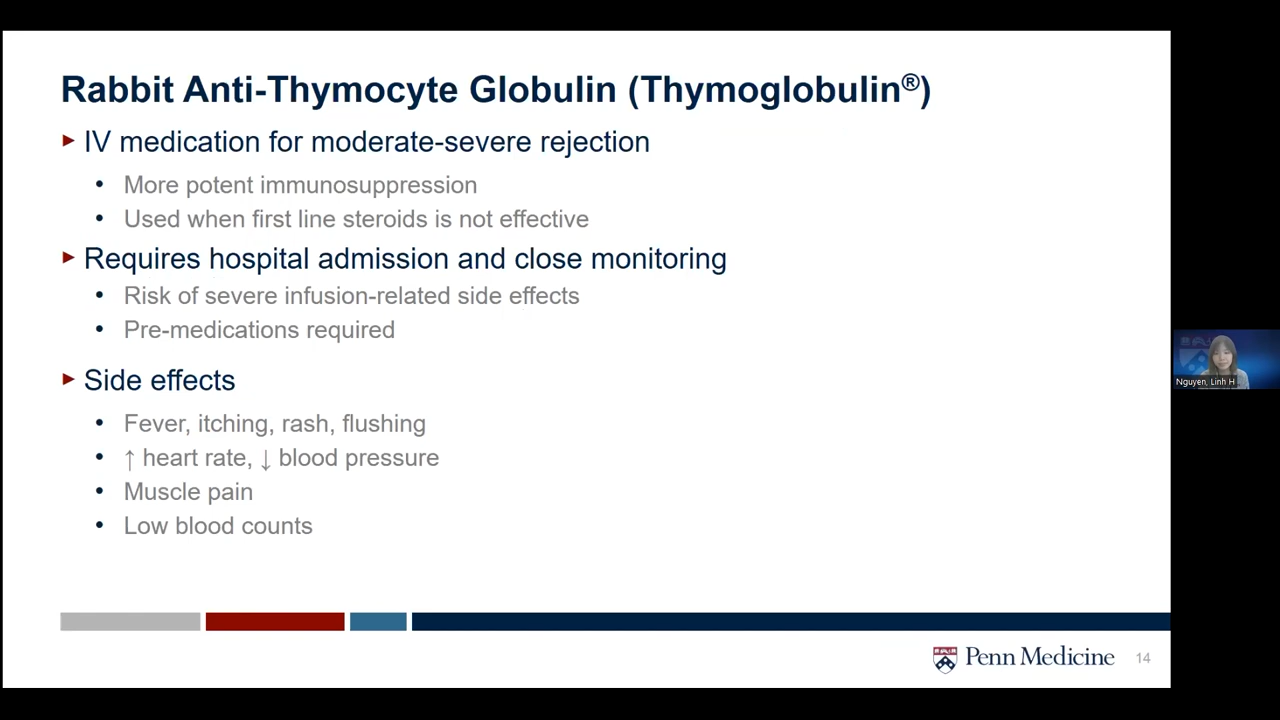 Rabbit Anti-Thymocyte Globulin (Thymoglobulin®)
► IV medication for moderate-severe rejection
• More potent immunosuppression
• Used when first line steroids is not effective
► Requires hospital admission and close monitoring
• Risk of severe infusion-related side effects
• Pre-medications required
► Side effects
• Fever, itching, rash, flushing
• ↑ heart rate, ↓ blood pressure
• Muscle pain
• Low blood counts
Nguyen, Linh H
Penn Medicine
14